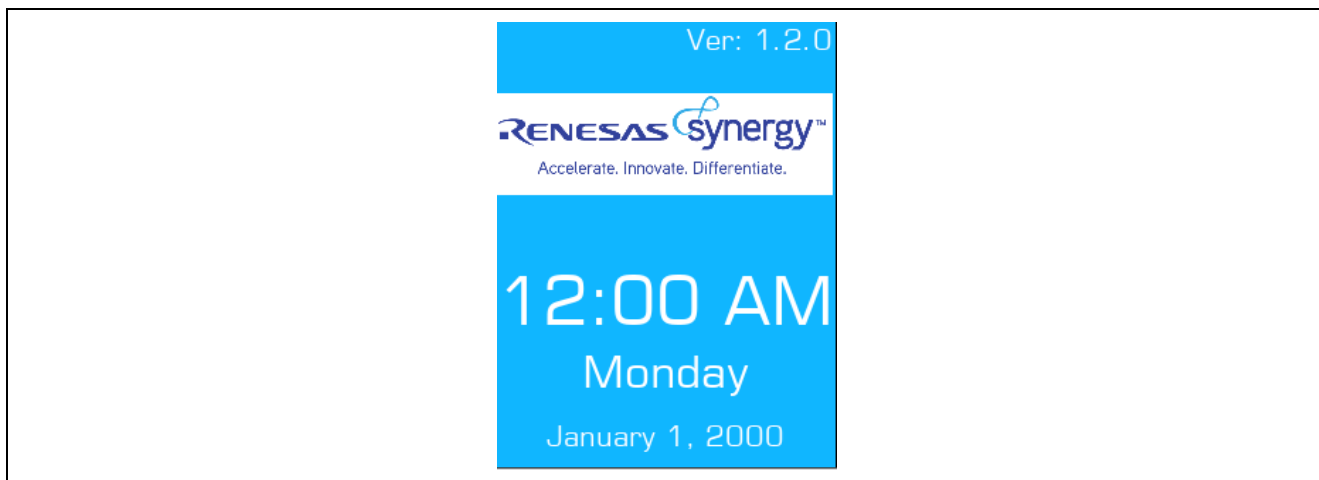 Ver: 1.2.0
RENESAS synergy™
Accelerate. Innovate. Differentiate.
12:00 AM
Monday
January 1, 2000